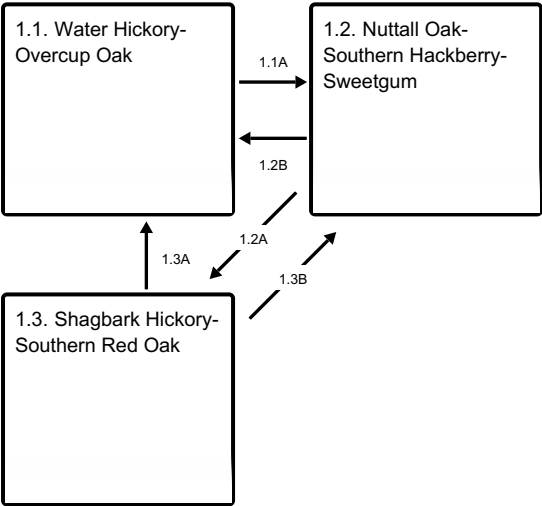 1.1. Water Hickory-
Overcup Oak
1.2. Nuttall Oak-
Southern Hackberry-
Sweetgum
1.1A
1.2B
1.2A
1.3A
1.3B
1.3. Shagbark Hickory-
Southern Red Oak